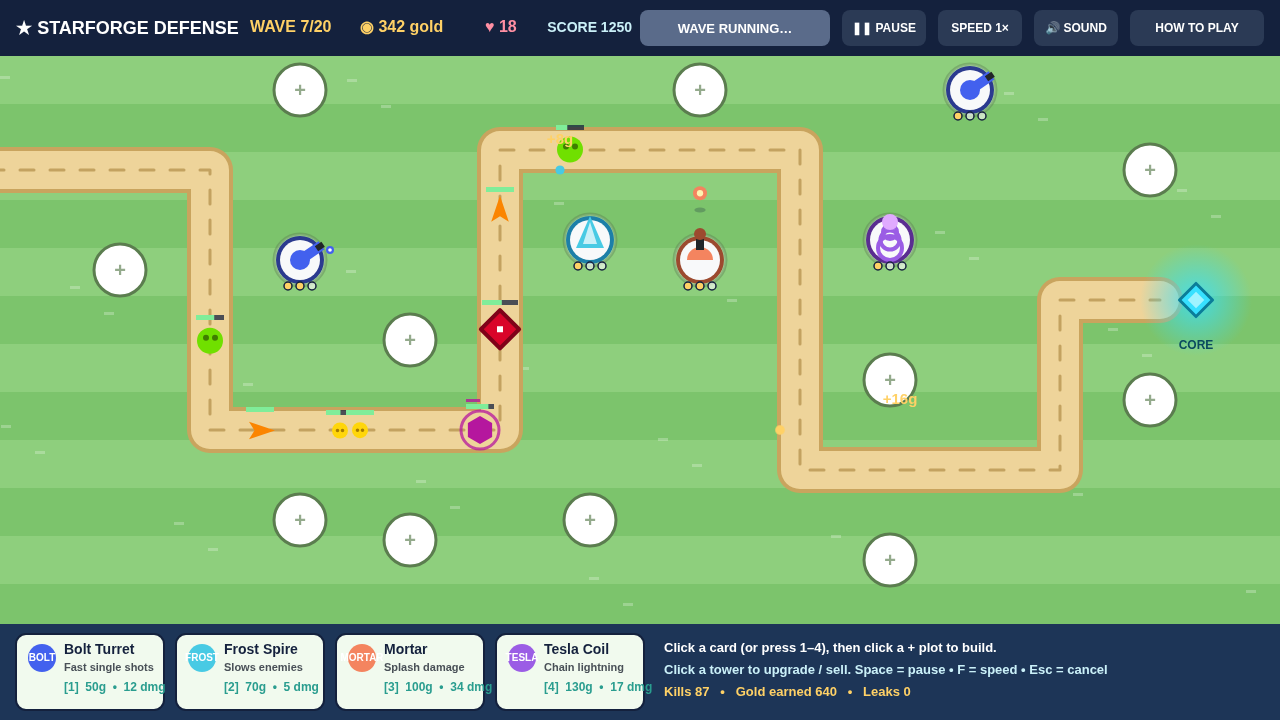 ★ STARFORGE DEFENSE WAVE 7/20 ◉ 342 gold ♥ 18 SCORE 1250 WAVE RUNNING… ❚❚ PAUSE SPEED 1× 🔊 SOUND HOW TO PLAY
+ +
+
+
+
+
+16g
+
CORE
+
+ + +
+
BOLT Bolt Turret
Fast single shots
[1] 50g • 12 dmg
FROST Frost Spire
Slows enemies
[2] 70g • 5 dmg
Mortar
Splash damage
[3] 100g • 34 dmg
TESLA Tesla Coil
Chain lightning
[4] 130g • 17 dmg
Click a card (or press 1–4), then click a + plot to build.
Click a tower to upgrade / sell. Space = pause • F = speed • Esc = cancel
Kills 87 • Gold earned 640 • Leaks 0